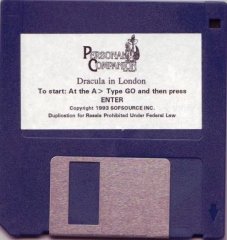 PERSONAL
COMPANION
Dracula in London
To start: At the A> Type GO and then press
ENTER
Copyright 1993 SOFSOURCE INC.
Duplication for Resale Prohibited Under Federal Law